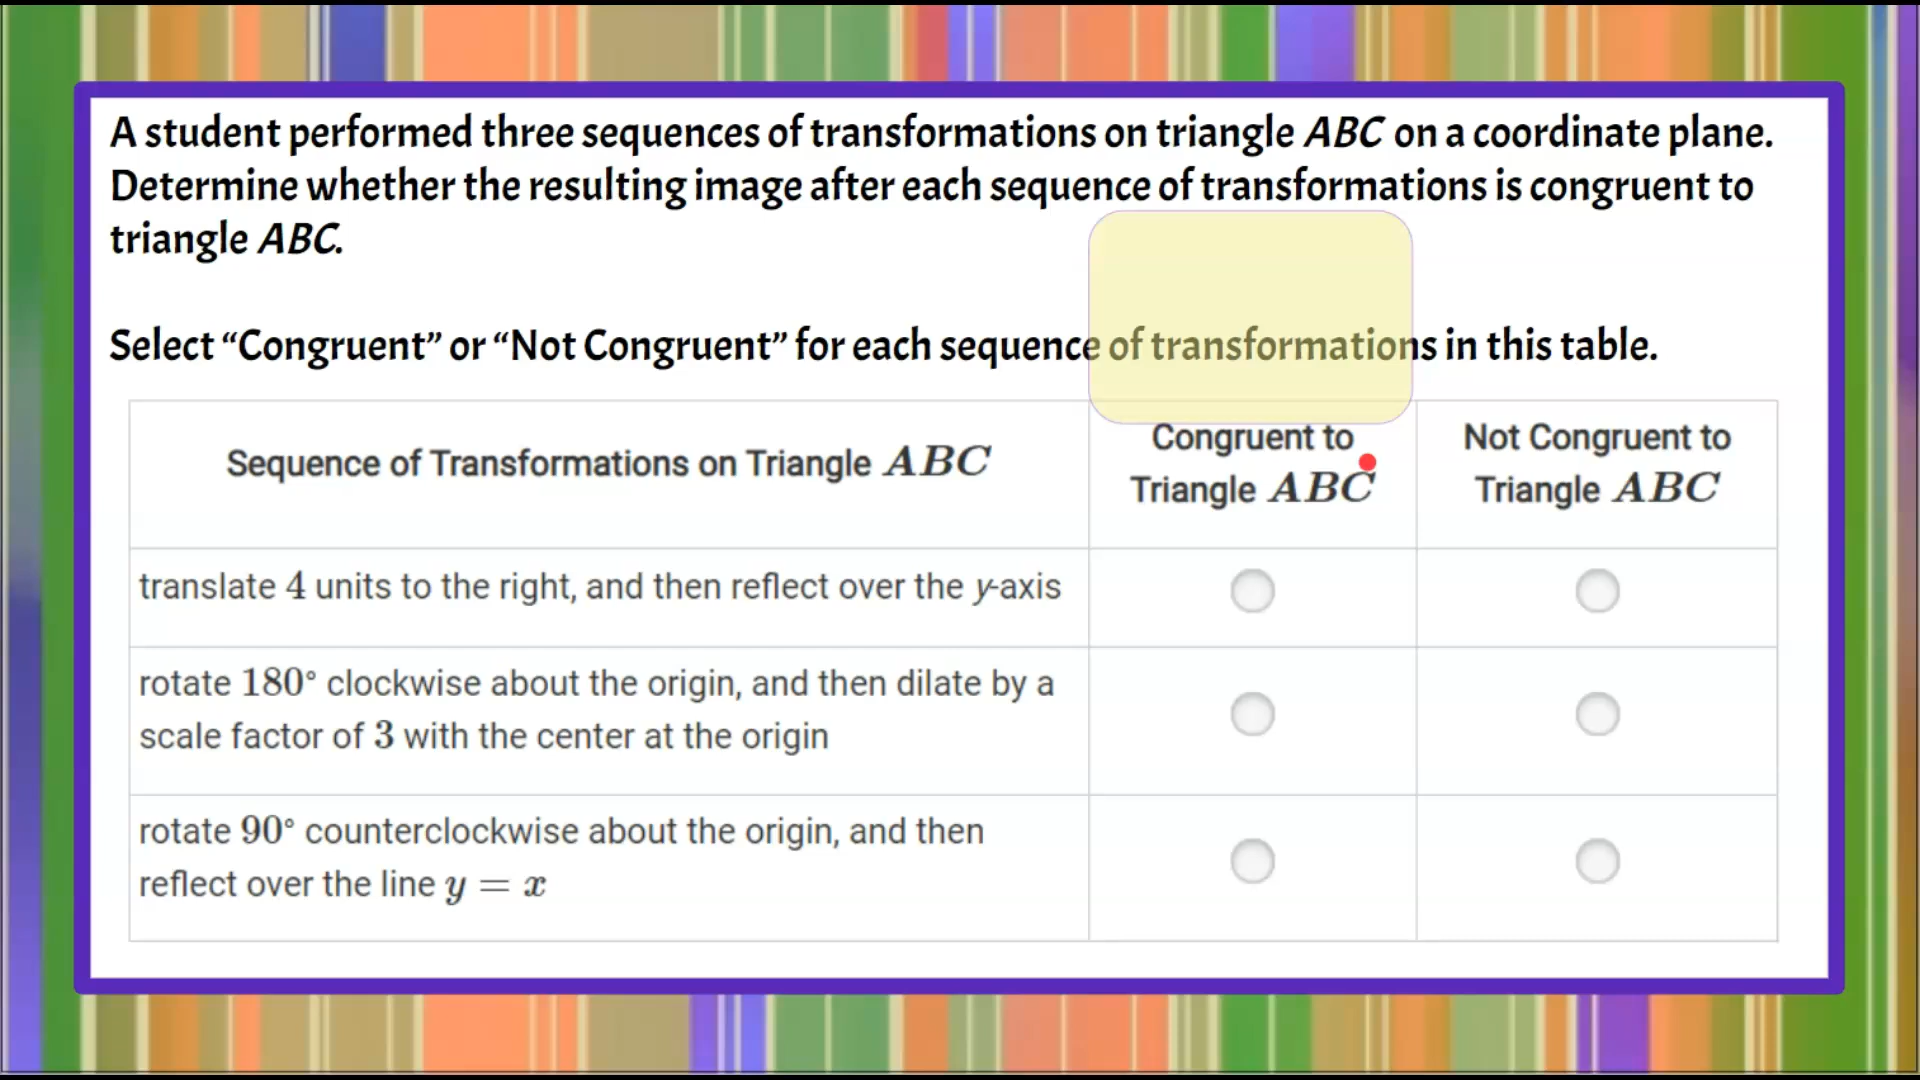 A student performed three sequences of transformations on triangle ABC on a coordinate plane.
Determine whether the resulting image after each sequence of transformations is congruent to
triangle ABC.
Select “Congruent” or “Not Congruent” for each sequence of transformations in this table.
Sequence of Transformations on Triangle ABC
Congruent to
Triangle ABC
Not Congruent to
Triangle ABC
translate 4 units to the right, and then reflect over the y-axis
rotate 180° clockwise about the origin, and then dilate by a
scale factor of 3 with the center at the origin
rotate 90° counterclockwise about the origin, and then
reflect over the line y = x